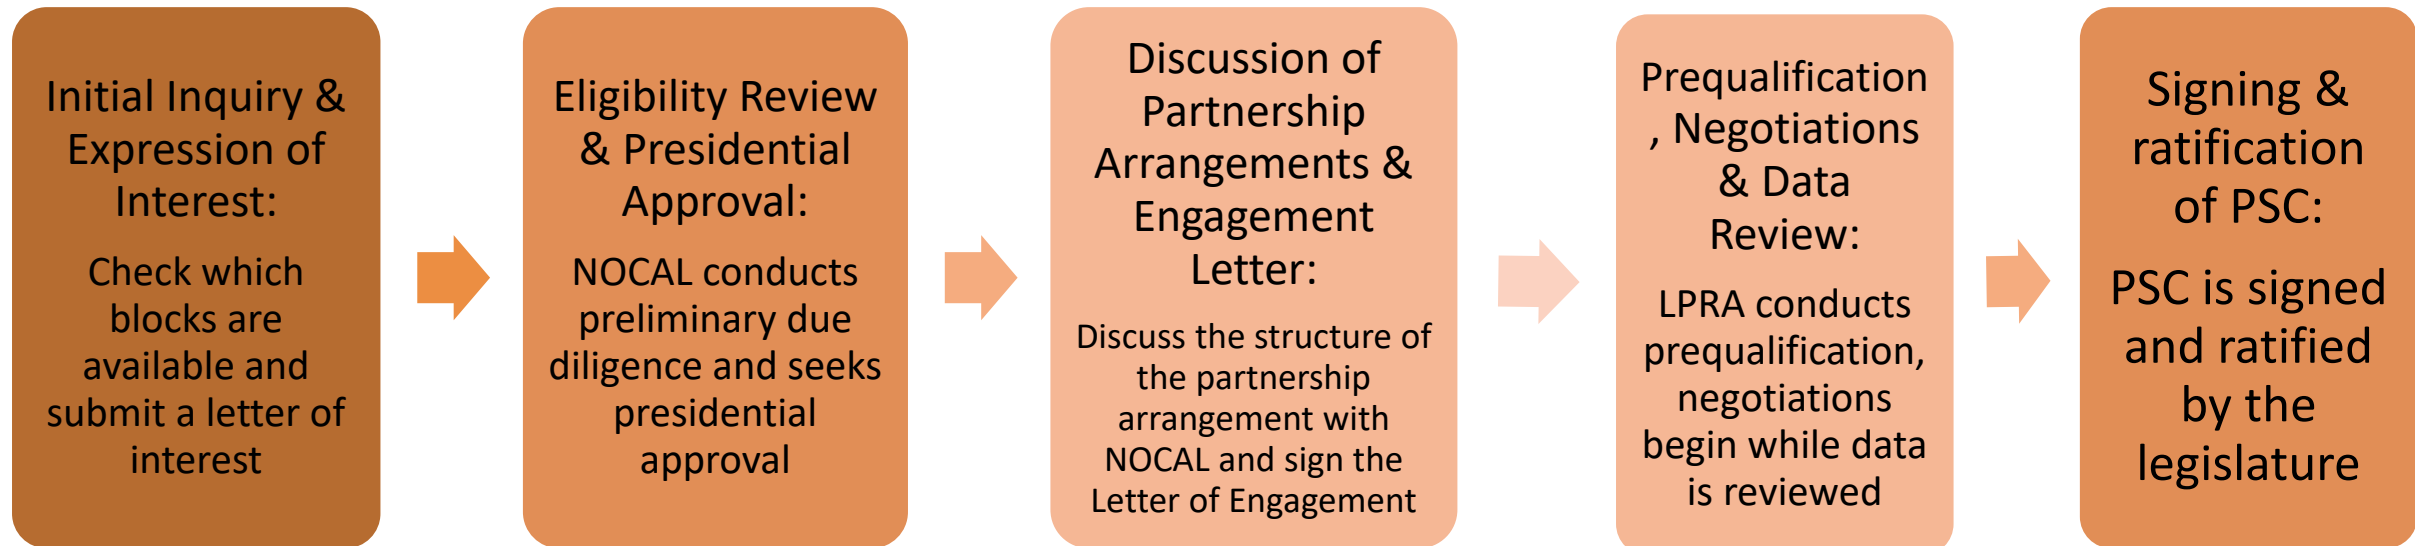 Initial Inquiry &
Expression of
Interest:
Check which
blocks are
available and
submit a letter of
interest
Eligibility Review
& Presidential
Approval:
NOCAL conducts
preliminary due
diligence and seeks
presidential
approval
Discussion of
Partnership
Arrangements &
Engagement
Letter:
Discuss the structure of
the partnership
arrangement with
NOCAL and sign the
Letter of Engagement
Prequalification
, Negotiations
& Data
Review:
LPRA conducts
prequalification,
negotiations
begin while data
is reviewed
Signing &
ratification
of PSC:
PSC is signed
and ratified
by the
legislature